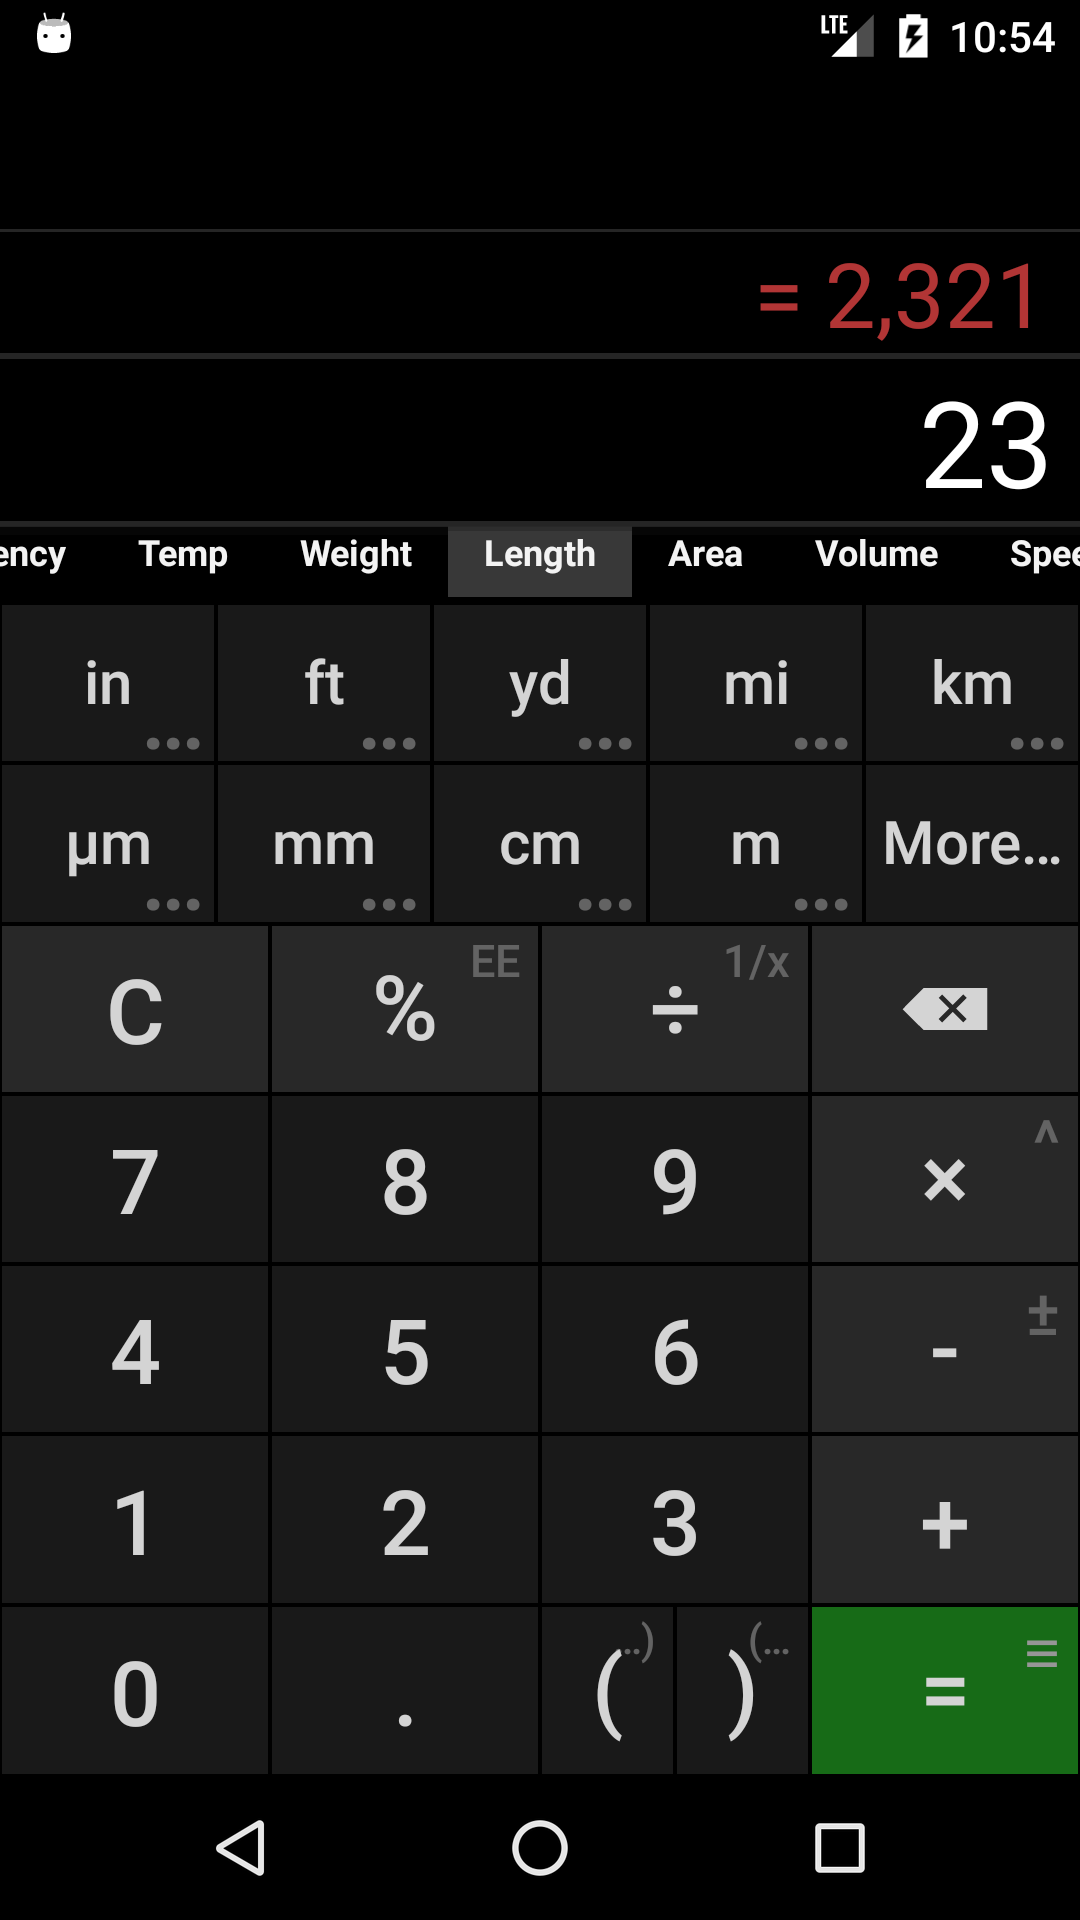 LTE 10:54
= 2,321
23
ency Temp Weight Length Area Volume Spee
in ft yd mi km
µm mm cm m More...
C % EE ÷ 1/x
7 8 9 × ^
4 5 6 - ±
1 2 3 +
0 . ( ..) ) (... =